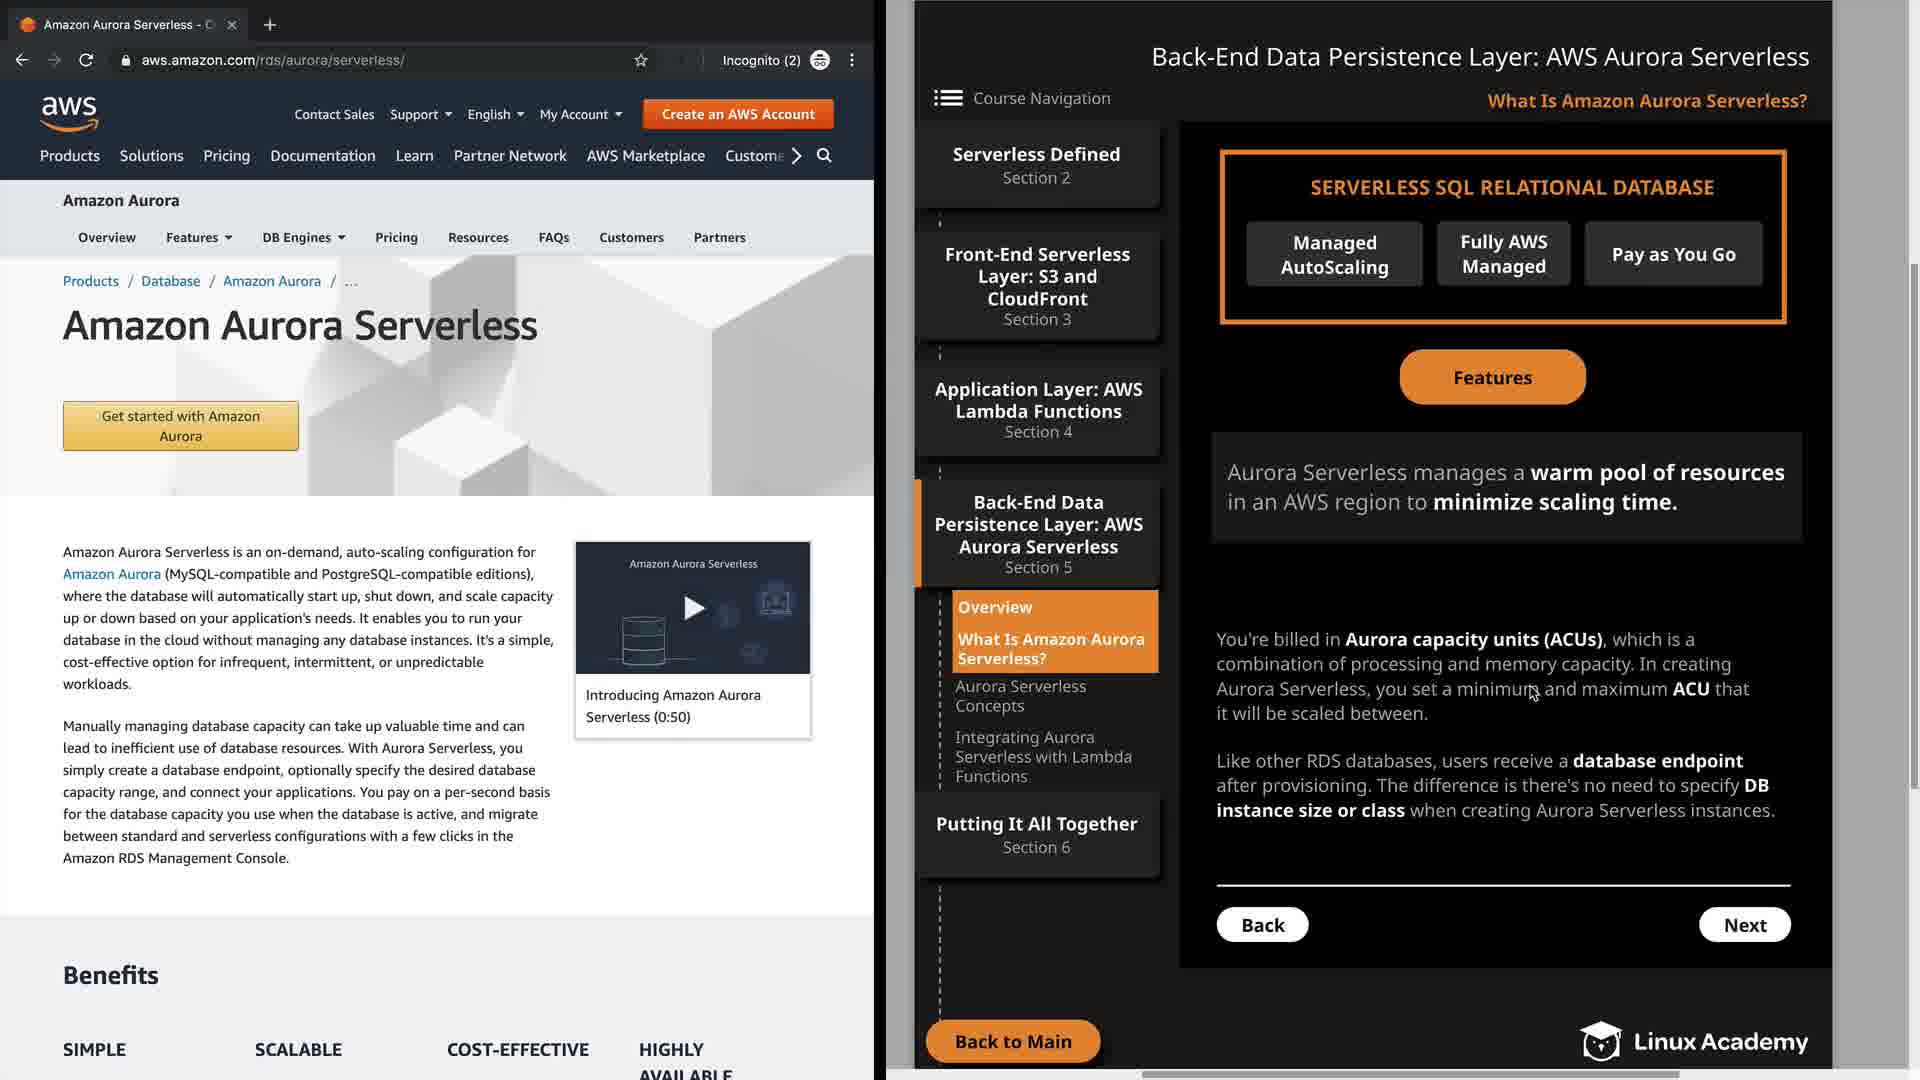 Amazon Aurora Serverless -
aws.amazon.com/rds/aurora/serverless/
Incognito (2)
aws
Contact Sales
Support
English
My Account
Create an AWS Account
Products
Solutions
Pricing
Documentation
Learn
Partner Network
AWS Marketplace
Custome
Amazon Aurora
Overview
Features
DB Engines
Pricing
Resources
FAQs
Customers
Partners
Products / Database / Amazon Aurora / ...
Amazon Aurora Serverless
Get started with Amazon
Aurora
Amazon Aurora Serverless is an on-demand, auto-scaling configuration for
Amazon Aurora (MySQL-compatible and PostgreSQL-compatible editions),
where the database will automatically start up, shut down, and scale capacity
up or down based on your application's needs. It enables you to run your
database in the cloud without managing any database instances. It's a simple,
cost-effective option for infrequent, intermittent, or unpredictable
workloads.
Manually managing database capacity can take up valuable time and can
lead to inefficient use of database resources. With Aurora Serverless, you
simply create a database endpoint, optionally specify the desired database
capacity range, and connect your applications. You pay on a per-second basis
for the database capacity you use when the database is active, and migrate
between standard and serverless configurations with a few clicks in the
Amazon RDS Management Console.
Amazon Aurora Serverless
Introducing Amazon Aurora
Serverless (0:50)
Benefits
SIMPLE
SCALABLE
COST-EFFECTIVE
HIGHLY
AVAILABLE
Back-End Data Persistence Layer: AWS Aurora Serverless
Course Navigation
What Is Amazon Aurora Serverless?
Serverless Defined
Section 2
Front-End Serverless
Layer: S3 and
CloudFront
Section 3
Application Layer: AWS
Lambda Functions
Section 4
Back-End Data
Persistence Layer: AWS
Aurora Serverless
Section 5
Overview
What Is Amazon Aurora
Serverless?
Aurora Serverless
Concepts
Integrating Aurora
Serverless with Lambda
Functions
Putting It All Together
Section 6
Back to Main
SERVERLESS SQL RELATIONAL DATABASE
Managed
AutoScaling
Fully AWS
Managed
Pay as You Go
Features
Aurora Serverless manages a warm pool of resources
in an AWS region to minimize scaling time.
You're billed in Aurora capacity units (ACUs), which is a
combination of processing and memory capacity. In creating
Aurora Serverless, you set a minimum and maximum ACU that
it will be scaled between.
Like other RDS databases, users receive a database endpoint
after provisioning. The difference is there's no need to specify DB
instance size or class when creating Aurora Serverless instances.
Back
Next
Linux Academy